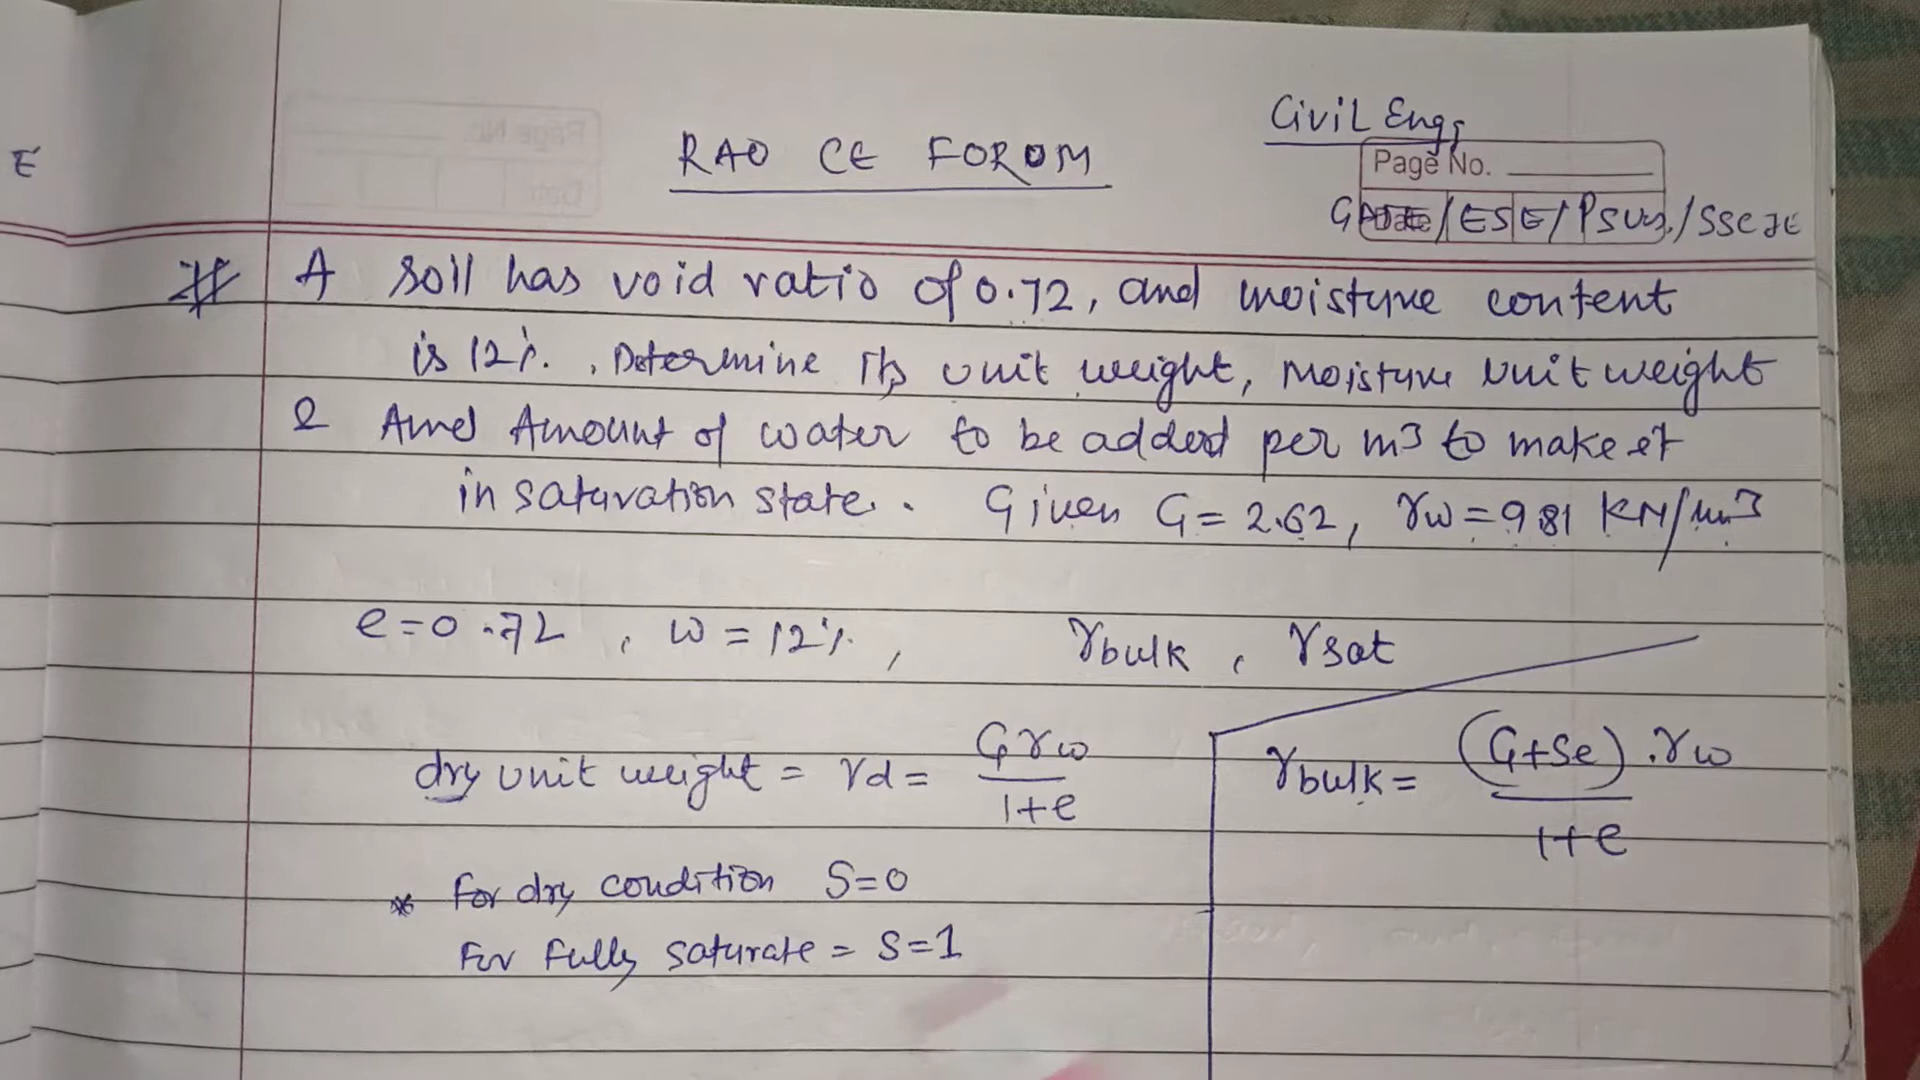 E
RAO CE FOROM
Civil Engg
Page No.
GATE/ESE/PSUs./SSC JE
# A soil has void ratio of 0.72, and moisture content
is 12%. , Determine Its unit weight, Moisture unit weight
& And Amount of water to be added per m3 to make it
in saturation state. Given G = 2.62, γw = 9.81 KN/m3
e = 0.72 , w = 12% , γbulk , γsat
dry unit weight = γd = Gγw / 1+e
γbulk = (G+Se).γw / 1+e
* For dry condition S=0
For fully saturate = S=1